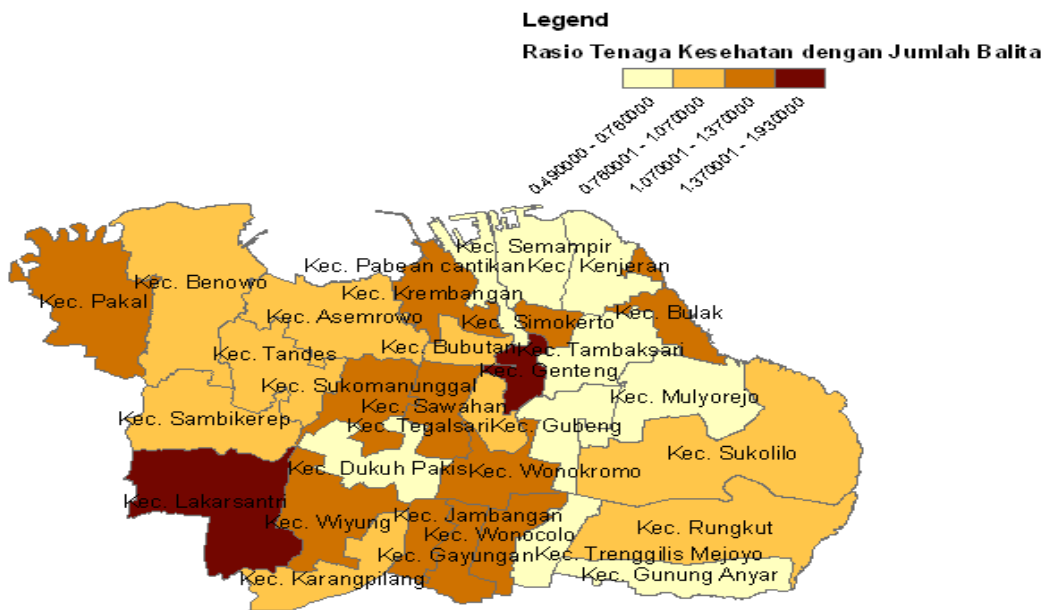 Legend
Rasio Tenaga Kesehatan dengan Jumlah Balita
0.490000 - 0.780000
0.780001 - 1.070000
1.070001 - 1.370000
1.370001 - 1.930000
Kec. Semampir
Kec. Pabean cantikan
Kec. Kenjeran
Kec. Benowo
Kec. Pakal
Kec. Krembangan
Kec. Asemrowo
Kec. Simokerto
Kec. Bulak
Kec. Bubutan
Kec. Tambaksari
Kec. Tandes
Kec. Genteng
Kec. Sukomanunggal
Kec. Mulyorejo
Kec. Sawahan
Kec. Sambikerep
Kec. Tegalsari
Kec. Gubeng
Kec. Sukolilo
Kec. Dukuh Pakis
Kec. Wonokromo
Kec. Lakarsantri
Kec. Jambangan
Kec. Wiyung
Kec. Wonocolo
Kec. Rungkut
Kec. Gayungan
Kec. Trenggilis Mejoyo
Kec. Karangpilang
Kec. Gunung Anyar